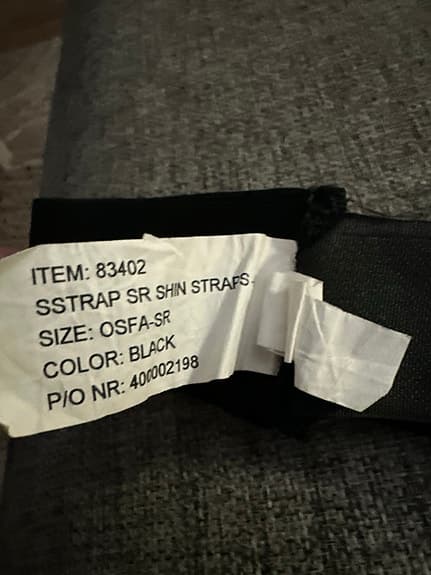 ITEM: 83402
SSTRAP SR SHIN STRAPS
SIZE: OSFA-SR
COLOR: BLACK
P/O NR: 400002198